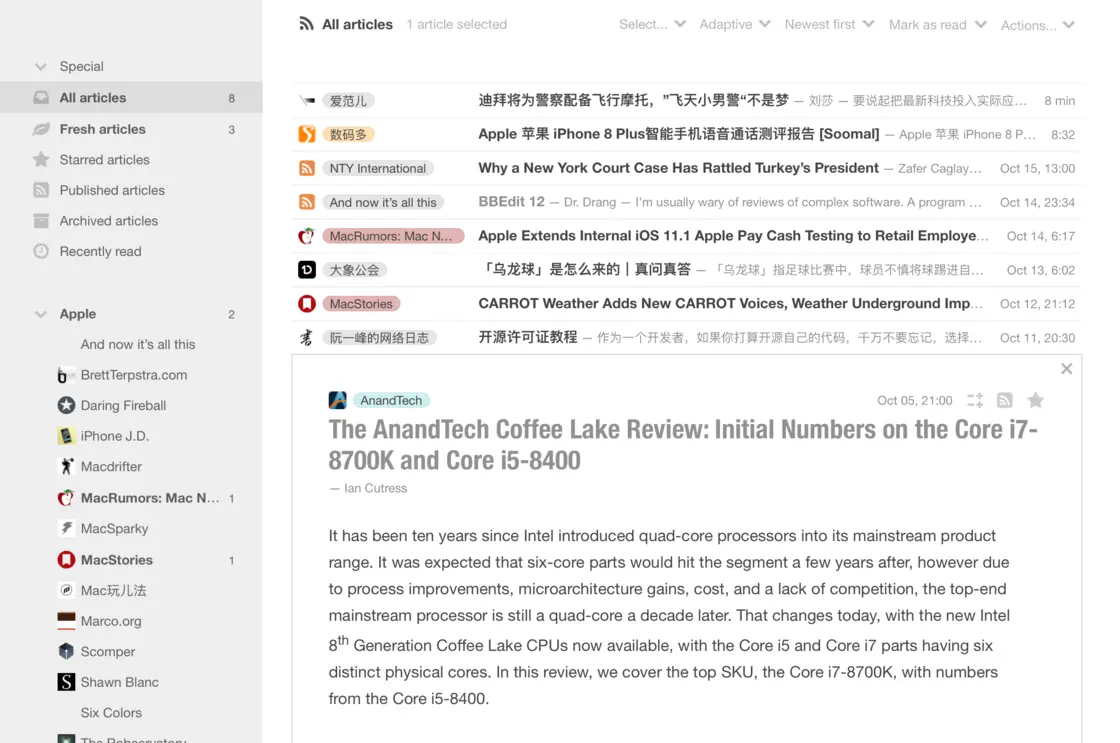 All articles 1 article selected Select... Adaptive Newest first Mark as read Actions...
Special
All articles 8
Fresh articles 3
Starred articles
Published articles
Archived articles
Recently read
Apple 2
And now it's all this
BrettTerpstra.com
Daring Fireball
iPhone J.D.
Macdrifter
MacRumors: Mac N... 1
MacSparky
MacStories 1
Mac玩儿法
Marco.org
Scomper
Shawn Blanc
Six Colors
The Robservatory
爱范儿 迪拜将为警察配备飞行摩托，”飞天小男警“不是梦 — 刘莎 — 要说起把最新科技投入实际应... 8 min
数码多 Apple 苹果 iPhone 8 Plus智能手机语音通话测评报告 [Soomal] — Apple 苹果 iPhone 8 P... 8:32
NTY International Why a New York Court Case Has Rattled Turkey's President — Zafer Caglay... Oct 15, 13:00
And now it's all this BBEdit 12 — Dr. Drang — I'm usually wary of reviews of complex software. A program ... Oct 14, 23:34
MacRumors: Mac N... Apple Extends Internal iOS 11.1 Apple Pay Cash Testing to Retail Employe... Oct 14, 6:17
大象公会 「乌龙球」是怎么来的｜真问真答 — 「乌龙球」指足球比赛中，球员不慎将球踢进自... Oct 13, 6:02
MacStories CARROT Weather Adds New CARROT Voices, Weather Underground Imp... Oct 12, 21:12
阮一峰的网络日志 开源许可证教程 — 作为一个开发者，如果你打算开源自己的代码，千万不要忘记，选择... Oct 11, 20:30
AnandTech Oct 05, 21:00
The AnandTech Coffee Lake Review: Initial Numbers on the Core i7-
8700K and Core i5-8400
— Ian Cutress
It has been ten years since Intel introduced quad-core processors into its mainstream product
range. It was expected that six-core parts would hit the segment a few years after, however due
to process improvements, microarchitecture gains, cost, and a lack of competition, the top-end
mainstream processor is still a quad-core a decade later. That changes today, with the new Intel
8th Generation Coffee Lake CPUs now available, with the Core i5 and Core i7 parts having six
distinct physical cores. In this review, we cover the top SKU, the Core i7-8700K, with numbers
from the Core i5-8400.